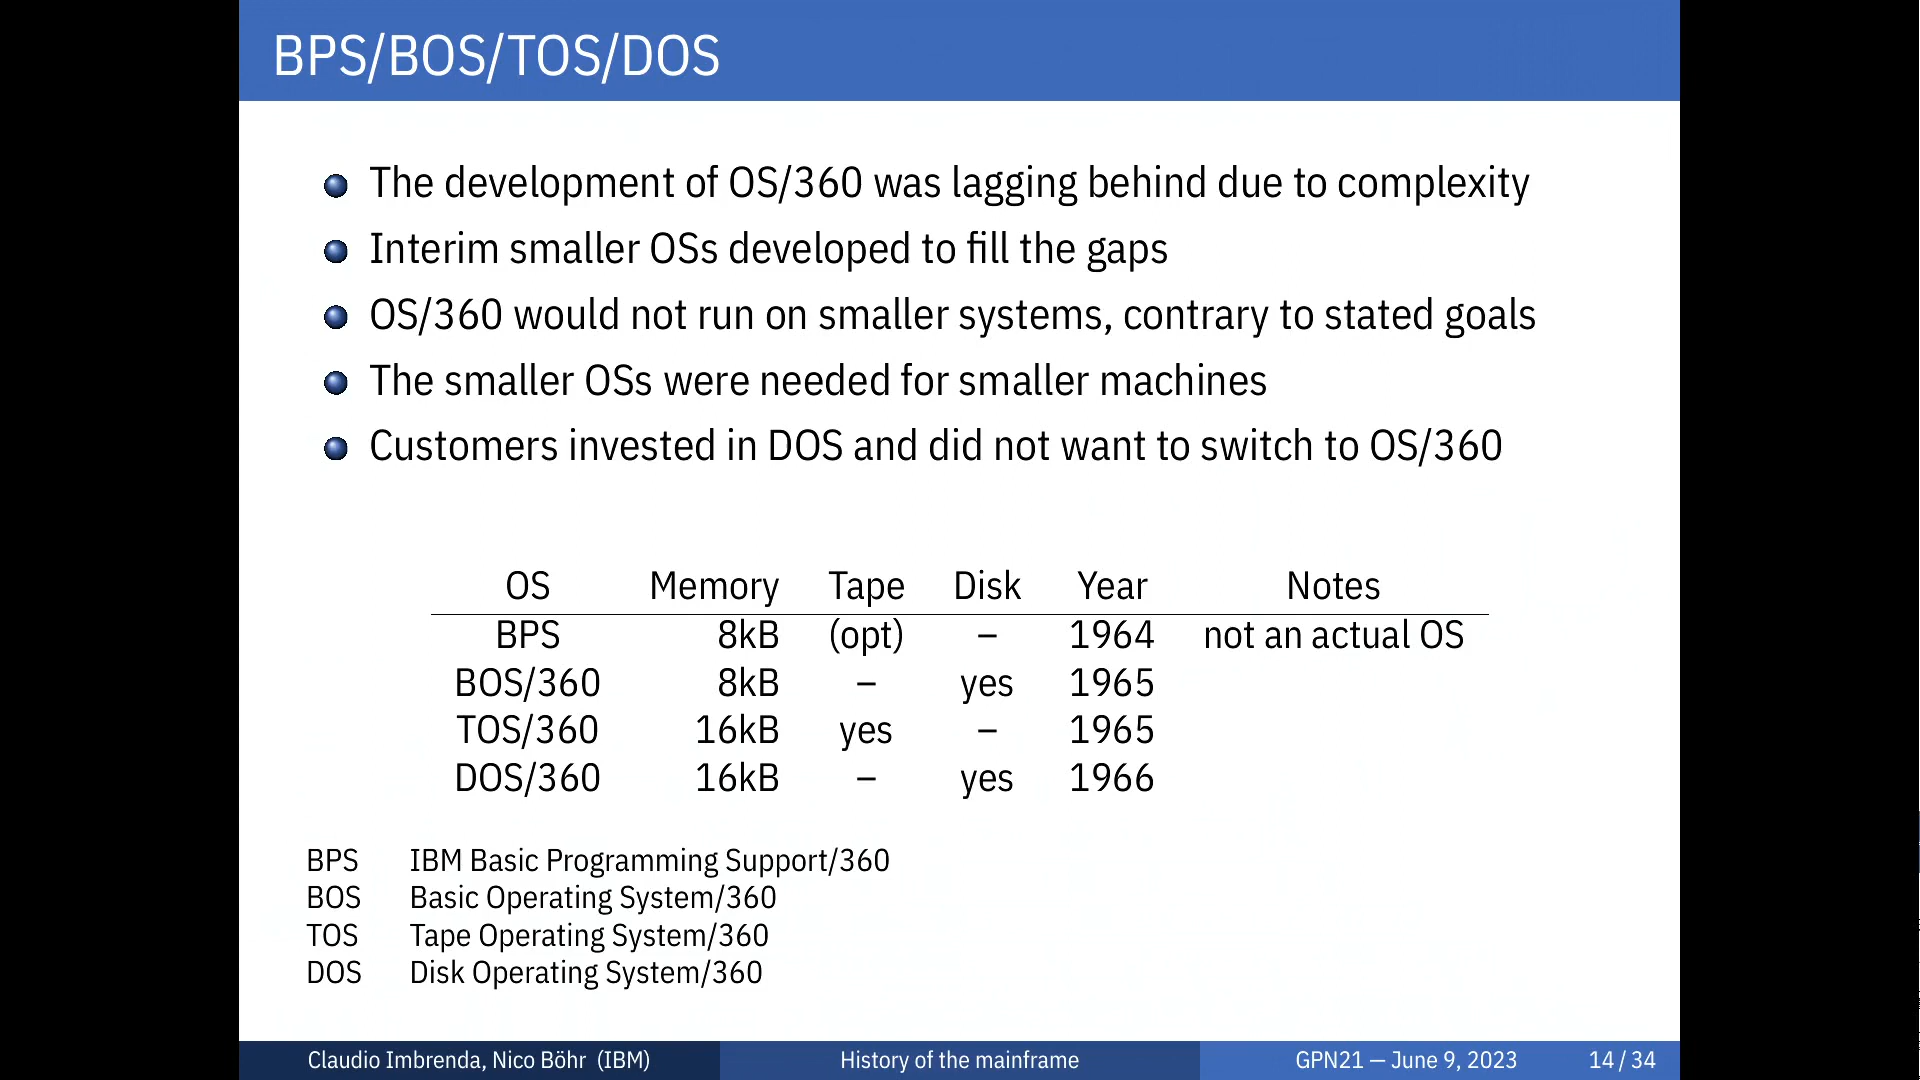 BPS/BOS/TOS/DOS
The development of OS/360 was lagging behind due to complexity
Interim smaller OSs developed to fill the gaps
OS/360 would not run on smaller systems, contrary to stated goals
The smaller OSs were needed for smaller machines
Customers invested in DOS and did not want to switch to OS/360
OS Memory Tape Disk Year Notes
BPS 8kB (opt) – 1964 not an actual OS
BOS/360 8kB – yes 1965
TOS/360 16kB yes – 1965
DOS/360 16kB – yes 1966
BPS IBM Basic Programming Support/360
BOS Basic Operating System/360
TOS Tape Operating System/360
DOS Disk Operating System/360
Claudio Imbrenda, Nico Böhr (IBM) History of the mainframe GPN21 — June 9, 2023 14 / 34